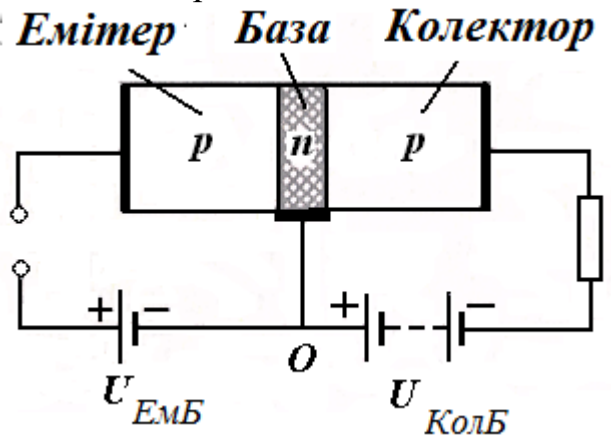 Емітер База Колектор
p n p
+ − + −
O
U ЕмБ U КолБ